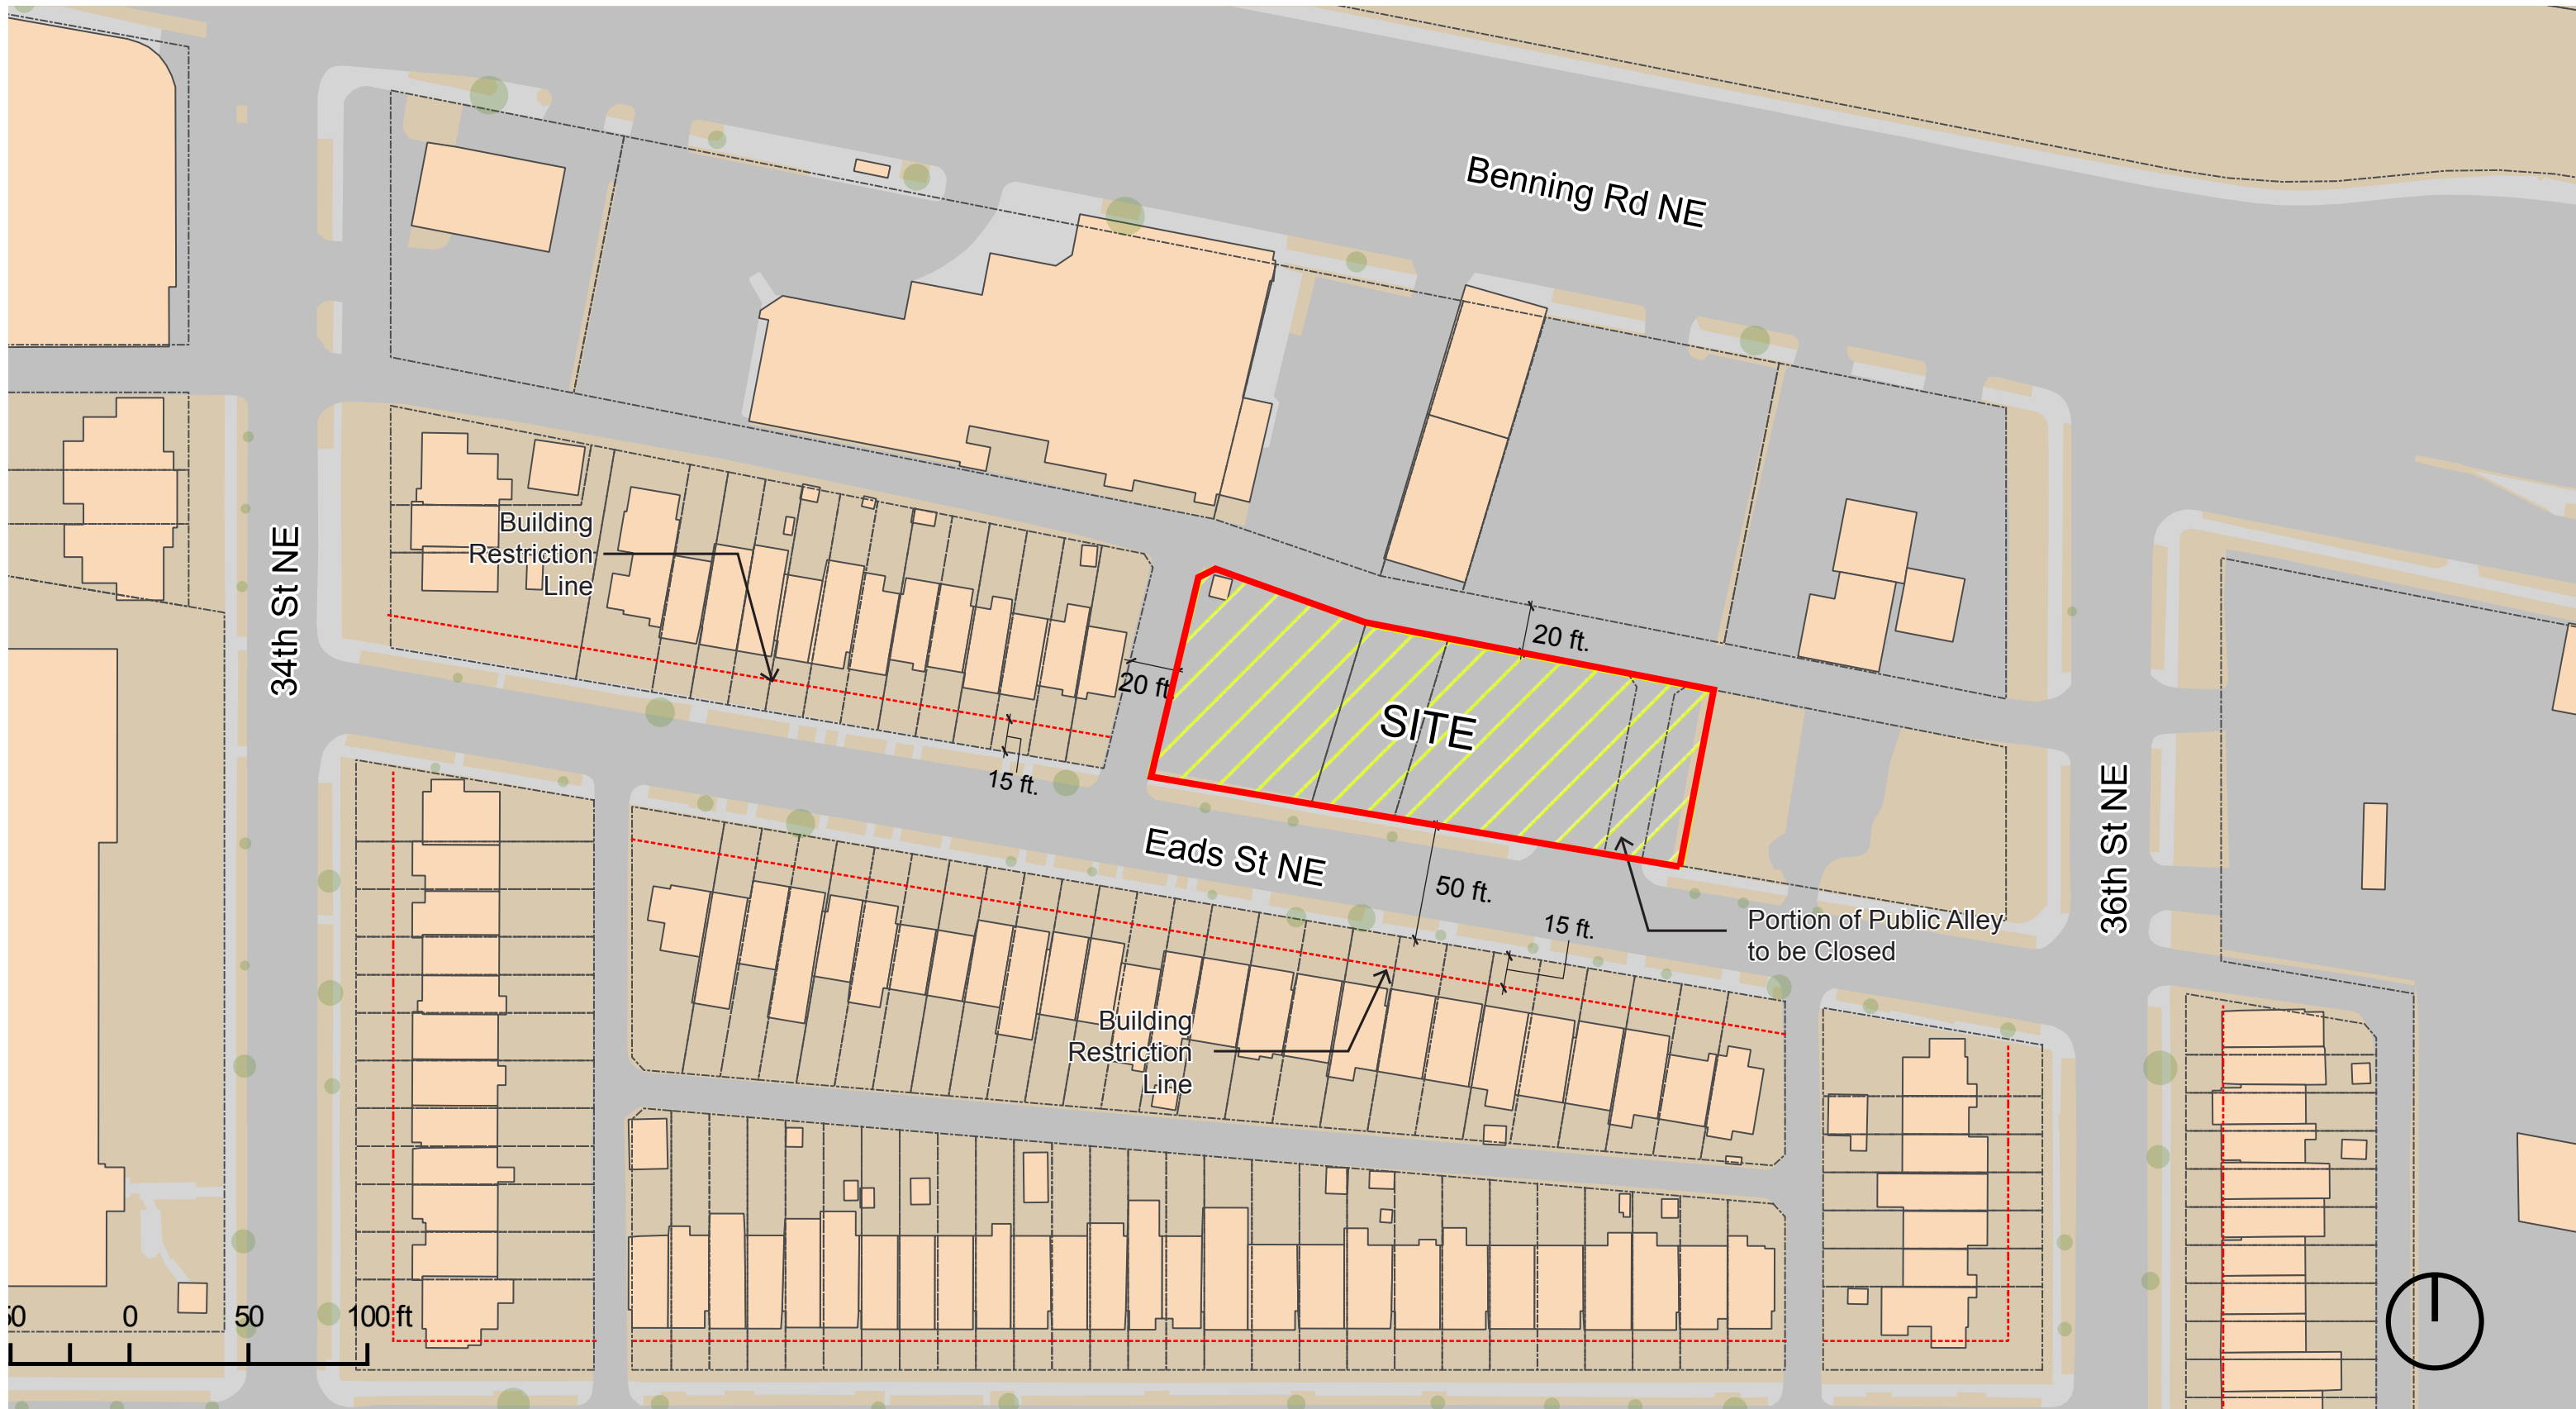 Benning Rd NE
Building
Restriction
Line
34th St NE
20 ft.
20 ft
SITE
15 ft.
Eads St NE
50 ft.
15 ft.
Portion of Public Alley
to be Closed
36th St NE
Building
Restriction
Line
50 0 50 100 ft